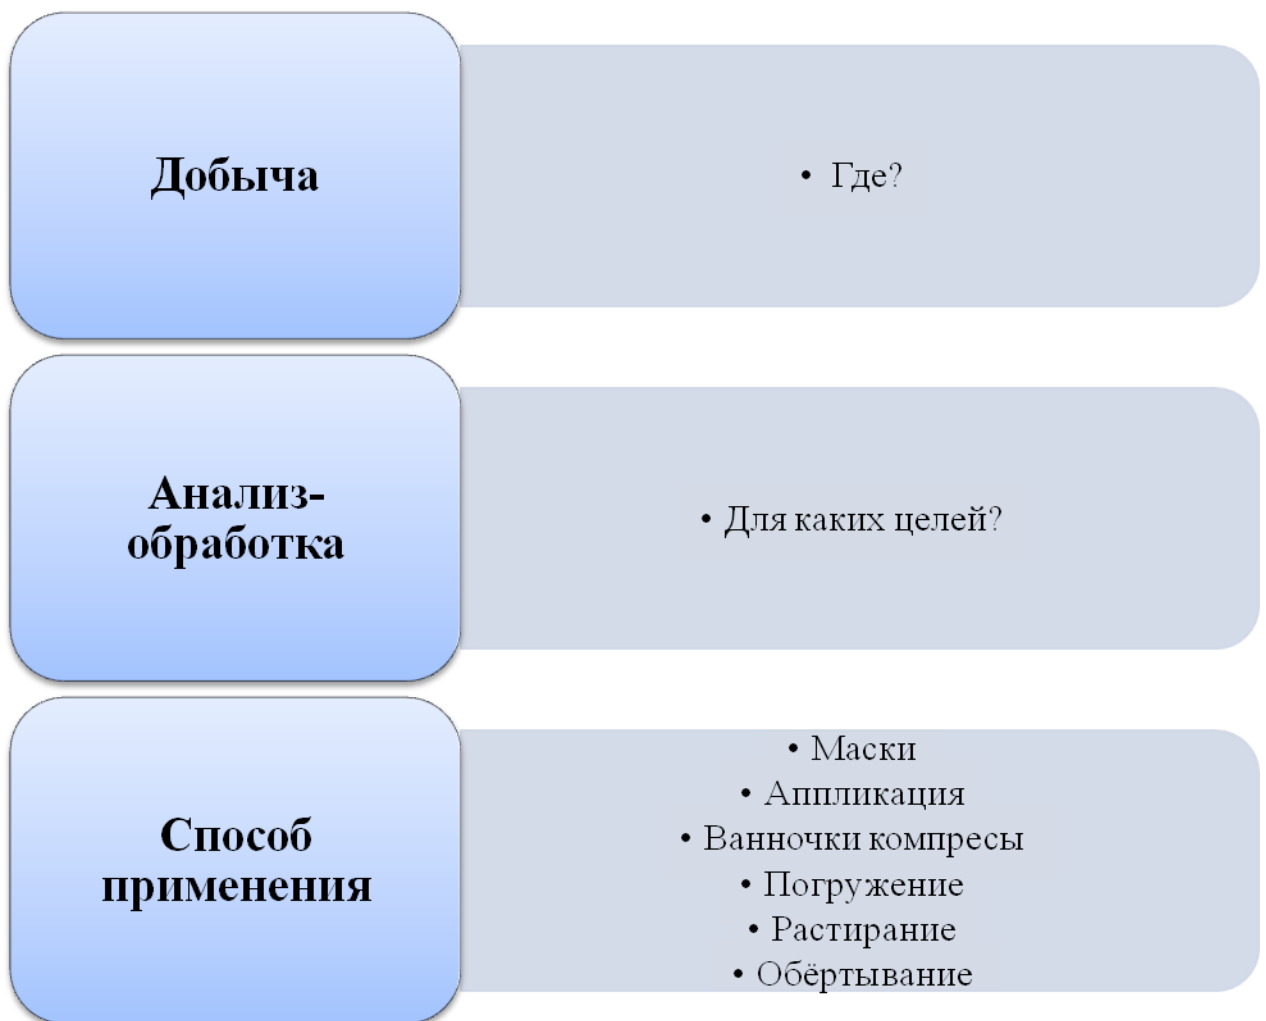 Добыча
• Где?
Анализ-
обработка
• Для каких целей?
Способ
применения
• Маски
• Аппликация
• Ванночки компресы
• Погружение
• Растирание
• Обёртывание